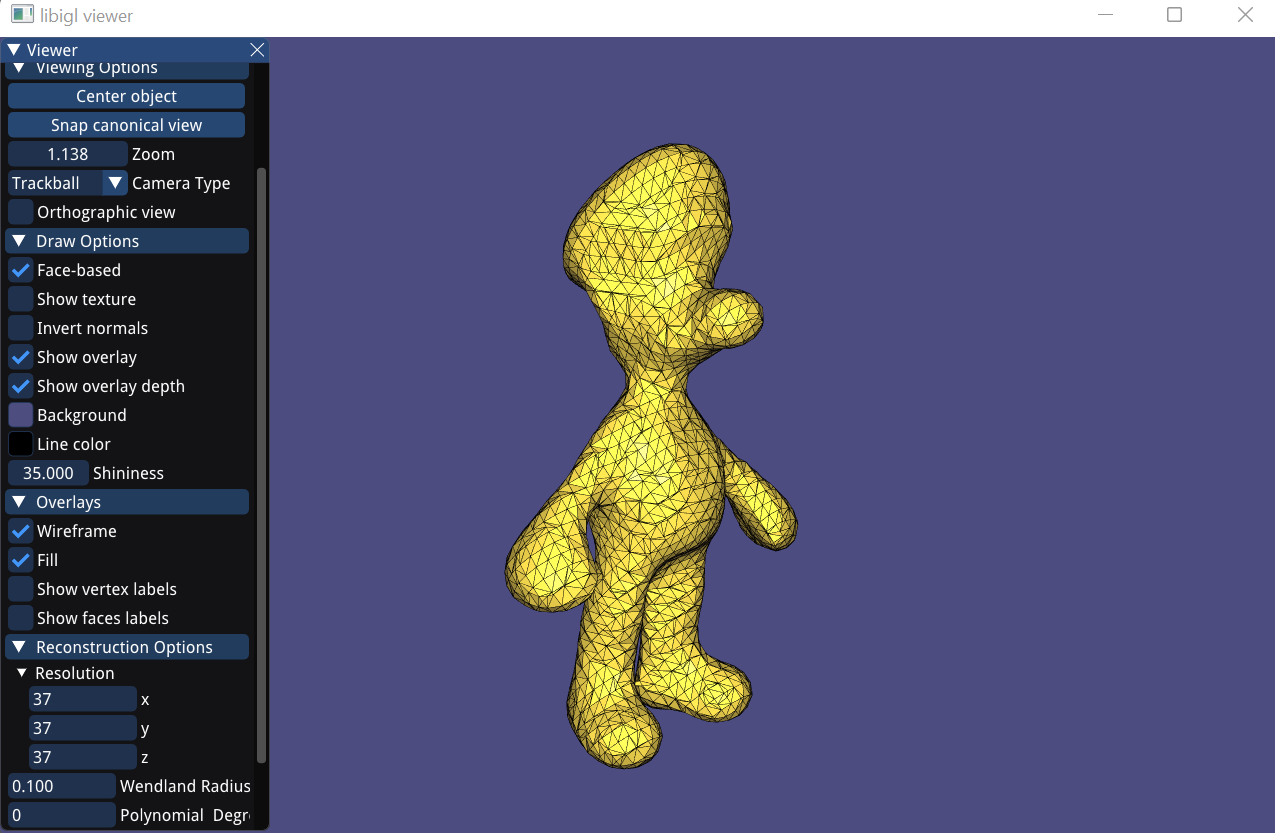 libigl viewer
Viewer
Viewing Options
Center object
Snap canonical view
1.138 Zoom
Trackball Camera Type
Orthographic view
Draw Options
Face-based
Show texture
Invert normals
Show overlay
Show overlay depth
Background
Line color
35.000 Shininess
Overlays
Wireframe
Fill
Show vertex labels
Show faces labels
Reconstruction Options
Resolution
37 x
37 y
37 z
0.100 Wendland Radius
0 Polynomial